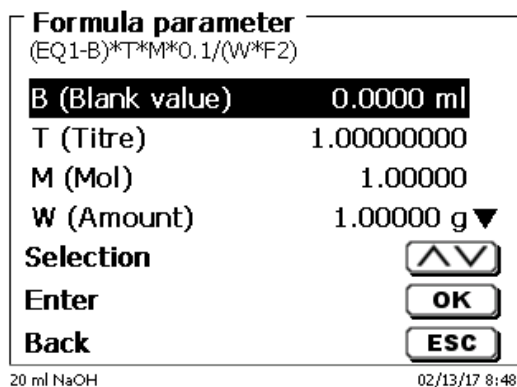 Formula parameter
(EQ1-B)*T*M*0.1/(W*F2)
B (Blank value) 0.0000 ml
T (Titre) 1.00000000
M (Mol) 1.00000
W (Amount) 1.00000 g
Selection
Enter OK
Back ESC
20 ml NaOH 02/13/17 8:48